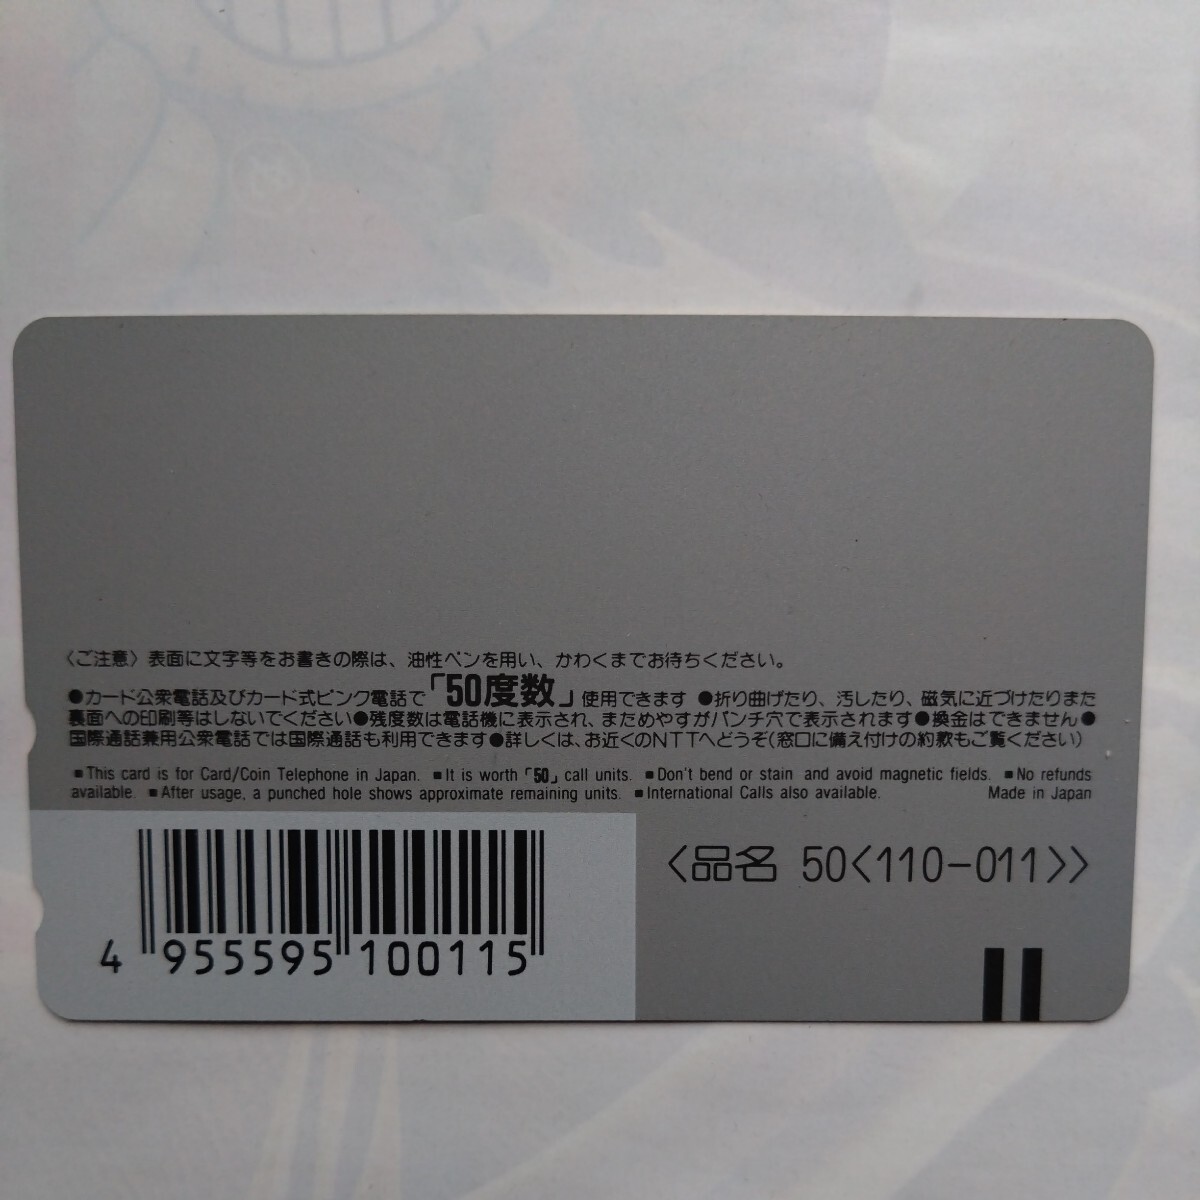 〈ご注意〉表面に文字等をお書きの際は、油性ペンを用い、かわくまでお待ちください。
●カード公衆電話及びカード式ピンク電話で「50度数」使用できます ●折り曲げたり、汚したり、磁気に近づけたりまた
裏面への印刷等はしないでください●残度数は電話機に表示され、まためやすがパンチ穴で表示されます●換金はできません●
国際通話兼用公衆電話では国際通話も利用できます●詳しくは、お近くのNTTへどうぞ(窓口に備え付けの約款もご覧ください)
■This card is for Card/Coin Telephone in Japan. ■It is worth「50」call units. ■Don't bend or stain and avoid magnetic fields. ■No refunds
available. ■After usage, a punched hole shows approximate remaining units. ■International Calls also available. Made in Japan
〈品名 50〈110-011〉〉
4 955595 100115